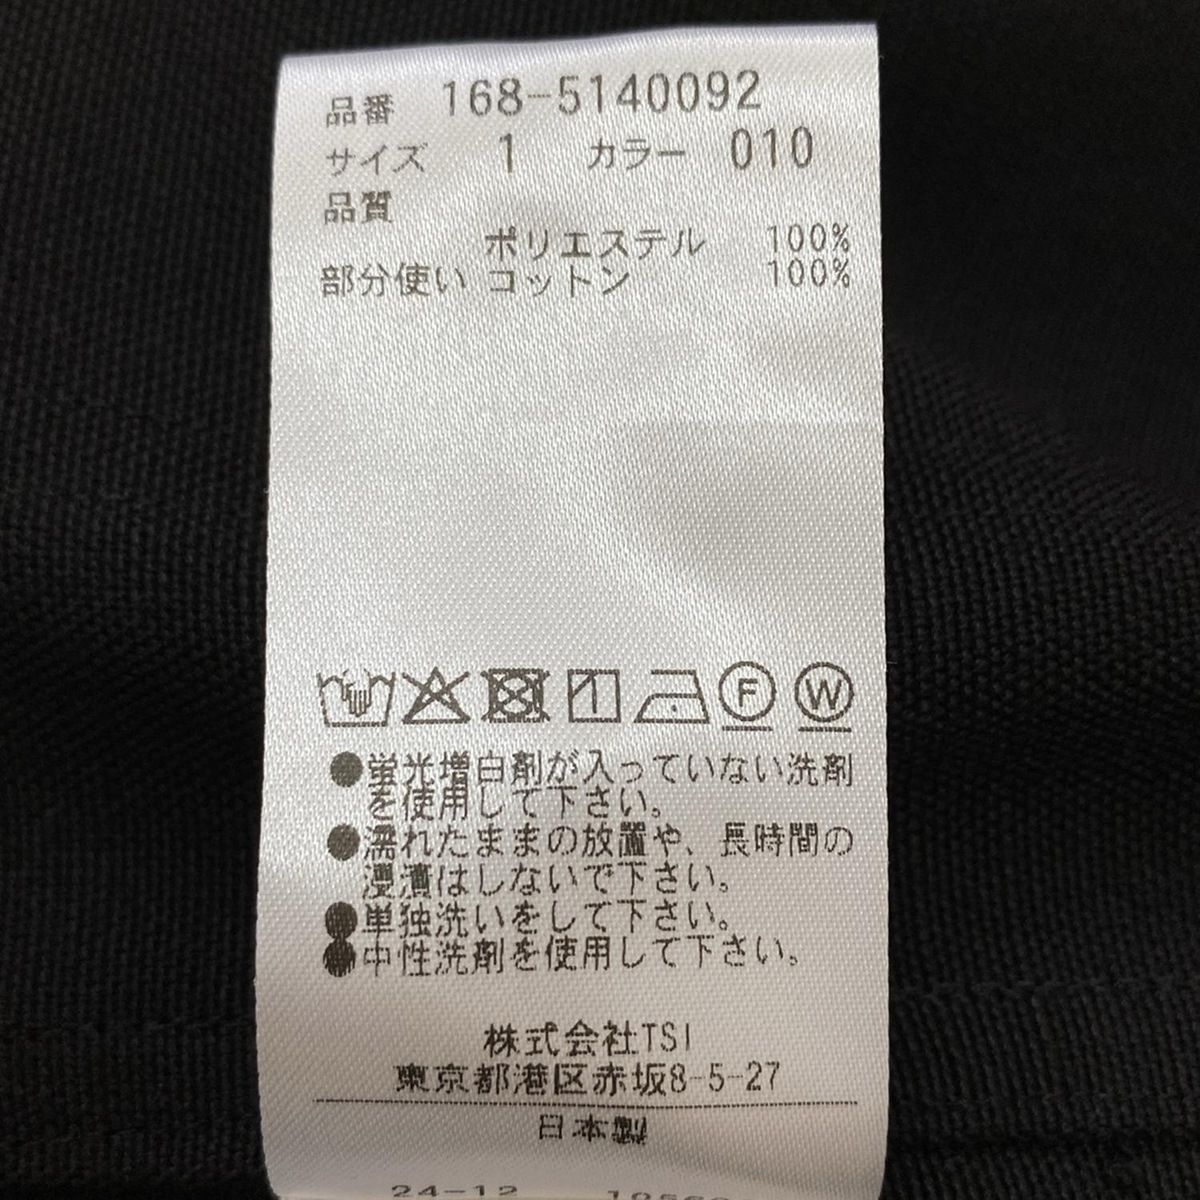 品番 168-5140092
サイズ 1 カラー 010
品質
ポリエステル 100%
部分使い コットン 100%
F W
●蛍光増白剤が入っていない洗剤
を使用して下さい。
●濡れたままの放置や、長時間の
浸漬はしないで下さい。
●単独洗いをして下さい。
●中性洗剤を使用して下さい。
株式会社TSI
東京都港区赤坂8-5-27
日本製
24-12